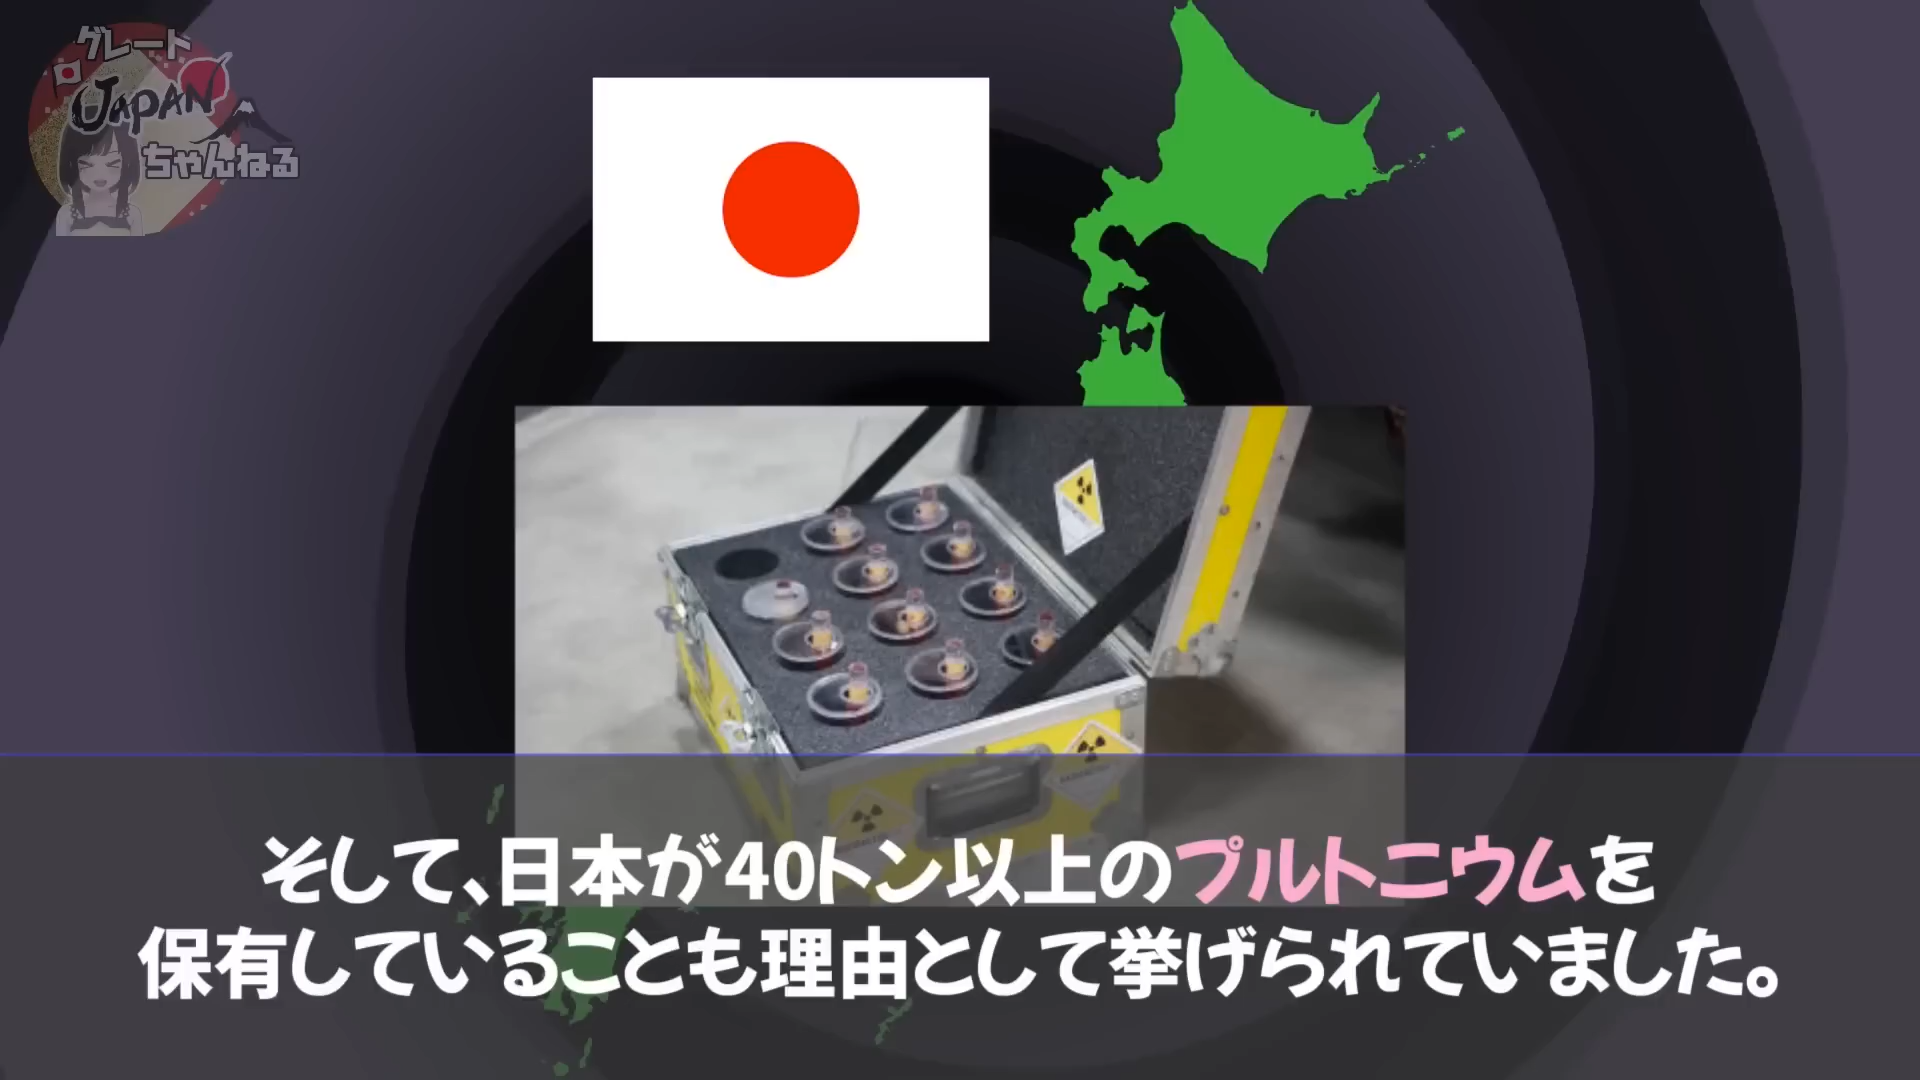 グレート
JAPAN
ちゃんねる
そして、日本が40トン以上のプルトニウムを
保有していることも理由として挙げられていました。